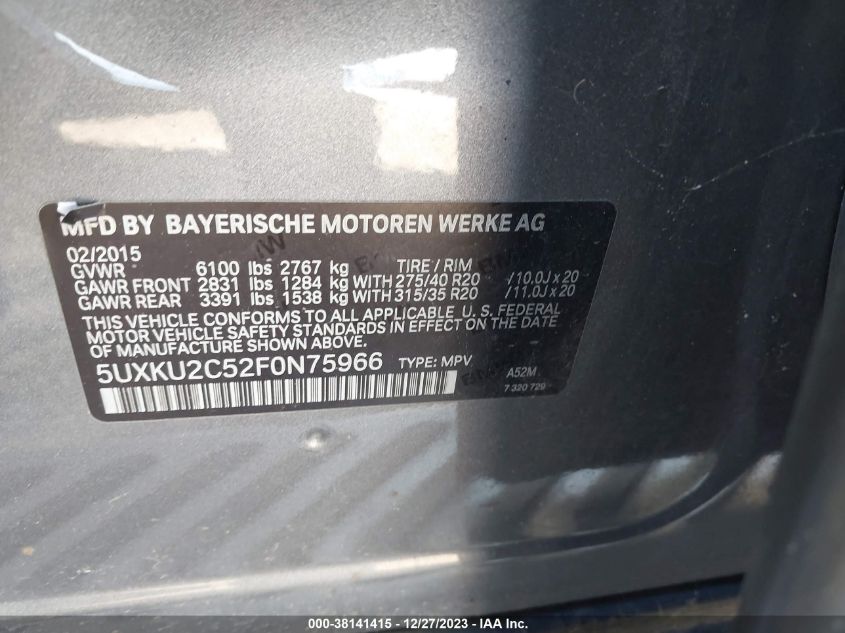 MFD BY BAYERISCHE MOTOREN WERKE AG
02/2015
GVWR 6100 lbs 2767 kg TIRE / RIM
GAWR FRONT 2831 lbs 1284 kg WITH 275/40 R20 /10.0J x 20
GAWR REAR 3391 lbs 1538 kg WITH 315/35 R20 /11.0J x 20
THIS VEHICLE CONFORMS TO ALL APPLICABLE U. S. FEDERAL
MOTOR VEHICLE SAFETY STANDARDS IN EFFECT ON THE DATE
OF MANUFACTURE SHOWN ABOVE.
5UXKU2C52F0N75966 TYPE: MPV A52M
7 320 729
000-38141415 - 12/27/2023 - IAA Inc.